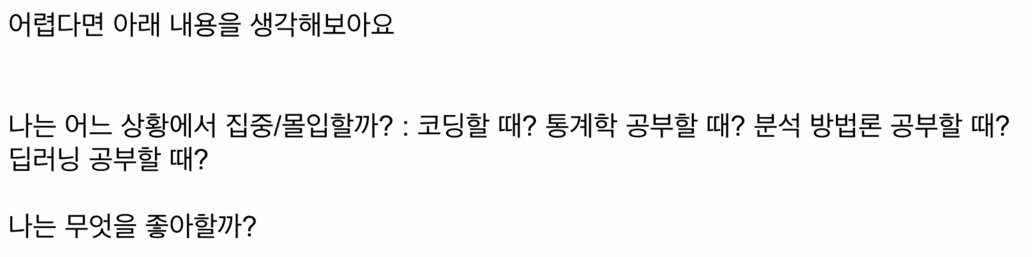 어렵다면 아래 내용을 생각해보아요
나는 어느 상황에서 집중/몰입할까? : 코딩할 때? 통계학 공부할 때? 분석 방법론 공부할 때?
딥러닝 공부할 때?
나는 무엇을 좋아할까?